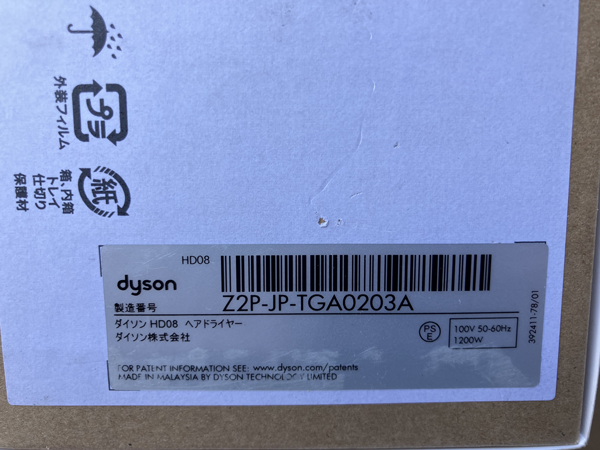 プラ
外装フィルム
紙
箱、内箱
トレイ
仕切り
保護材
HD08
dyson
製造番号
Z2P-JP-TGA0203A
ダイソン HD08 ヘアドライヤー
ダイソン株式会社
PS
E
100V 50-60Hz
1200W
392411-78/01
FOR PATENT INFORMATION SEE: www.dyson.com/patents
MADE IN MALAYSIA BY DYSON TECHNOLOGY LIMITED